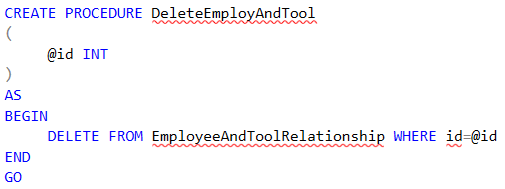 CREATE PROCEDURE DeleteEmployAndTool
(
@id INT
)
AS
BEGIN
DELETE FROM EmployeeAndToolRelationship WHERE id=@id
END
GO